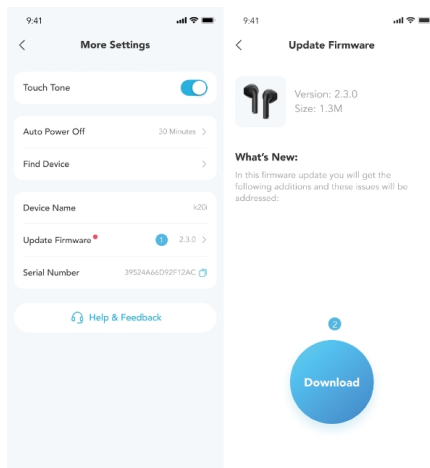 9:41
More Settings
Touch Tone
Auto Power Off 30 Minutes
Find Device
Device Name k20i
Update Firmware 1 2.3.0
Serial Number 39524A66D92F12AC
Help & Feedback
9:41
Update Firmware
Version: 2.3.0
Size: 1.3M
What's New:
In this firmware update you will get the
following additions and these issues will be
addressed:
2
Download